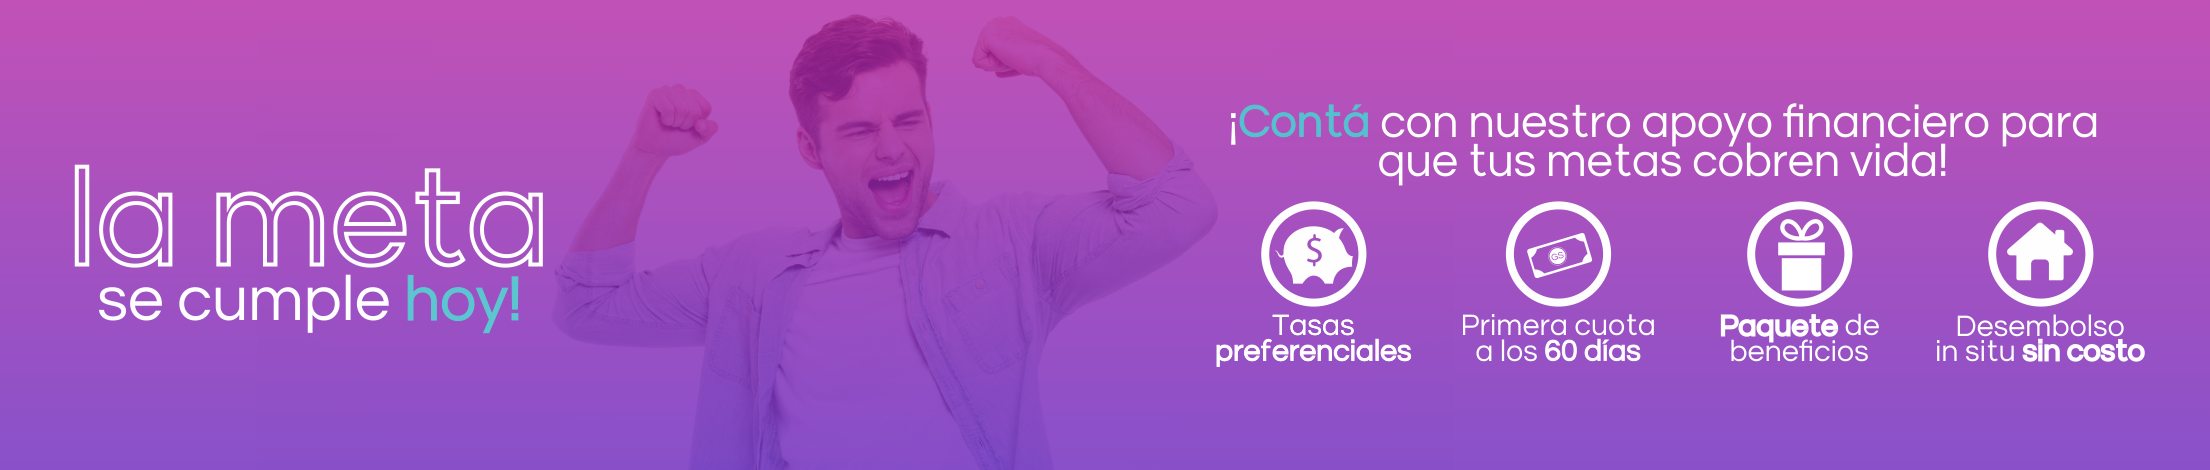 la meta
se cumple hoy!
¡Contá con nuestro apoyo financiero para
que tus metas cobren vida!
$
Tasas
preferenciales
GS
Primera cuota
a los 60 días
Paquete de
beneficios
Desembolso
in situ sin costo